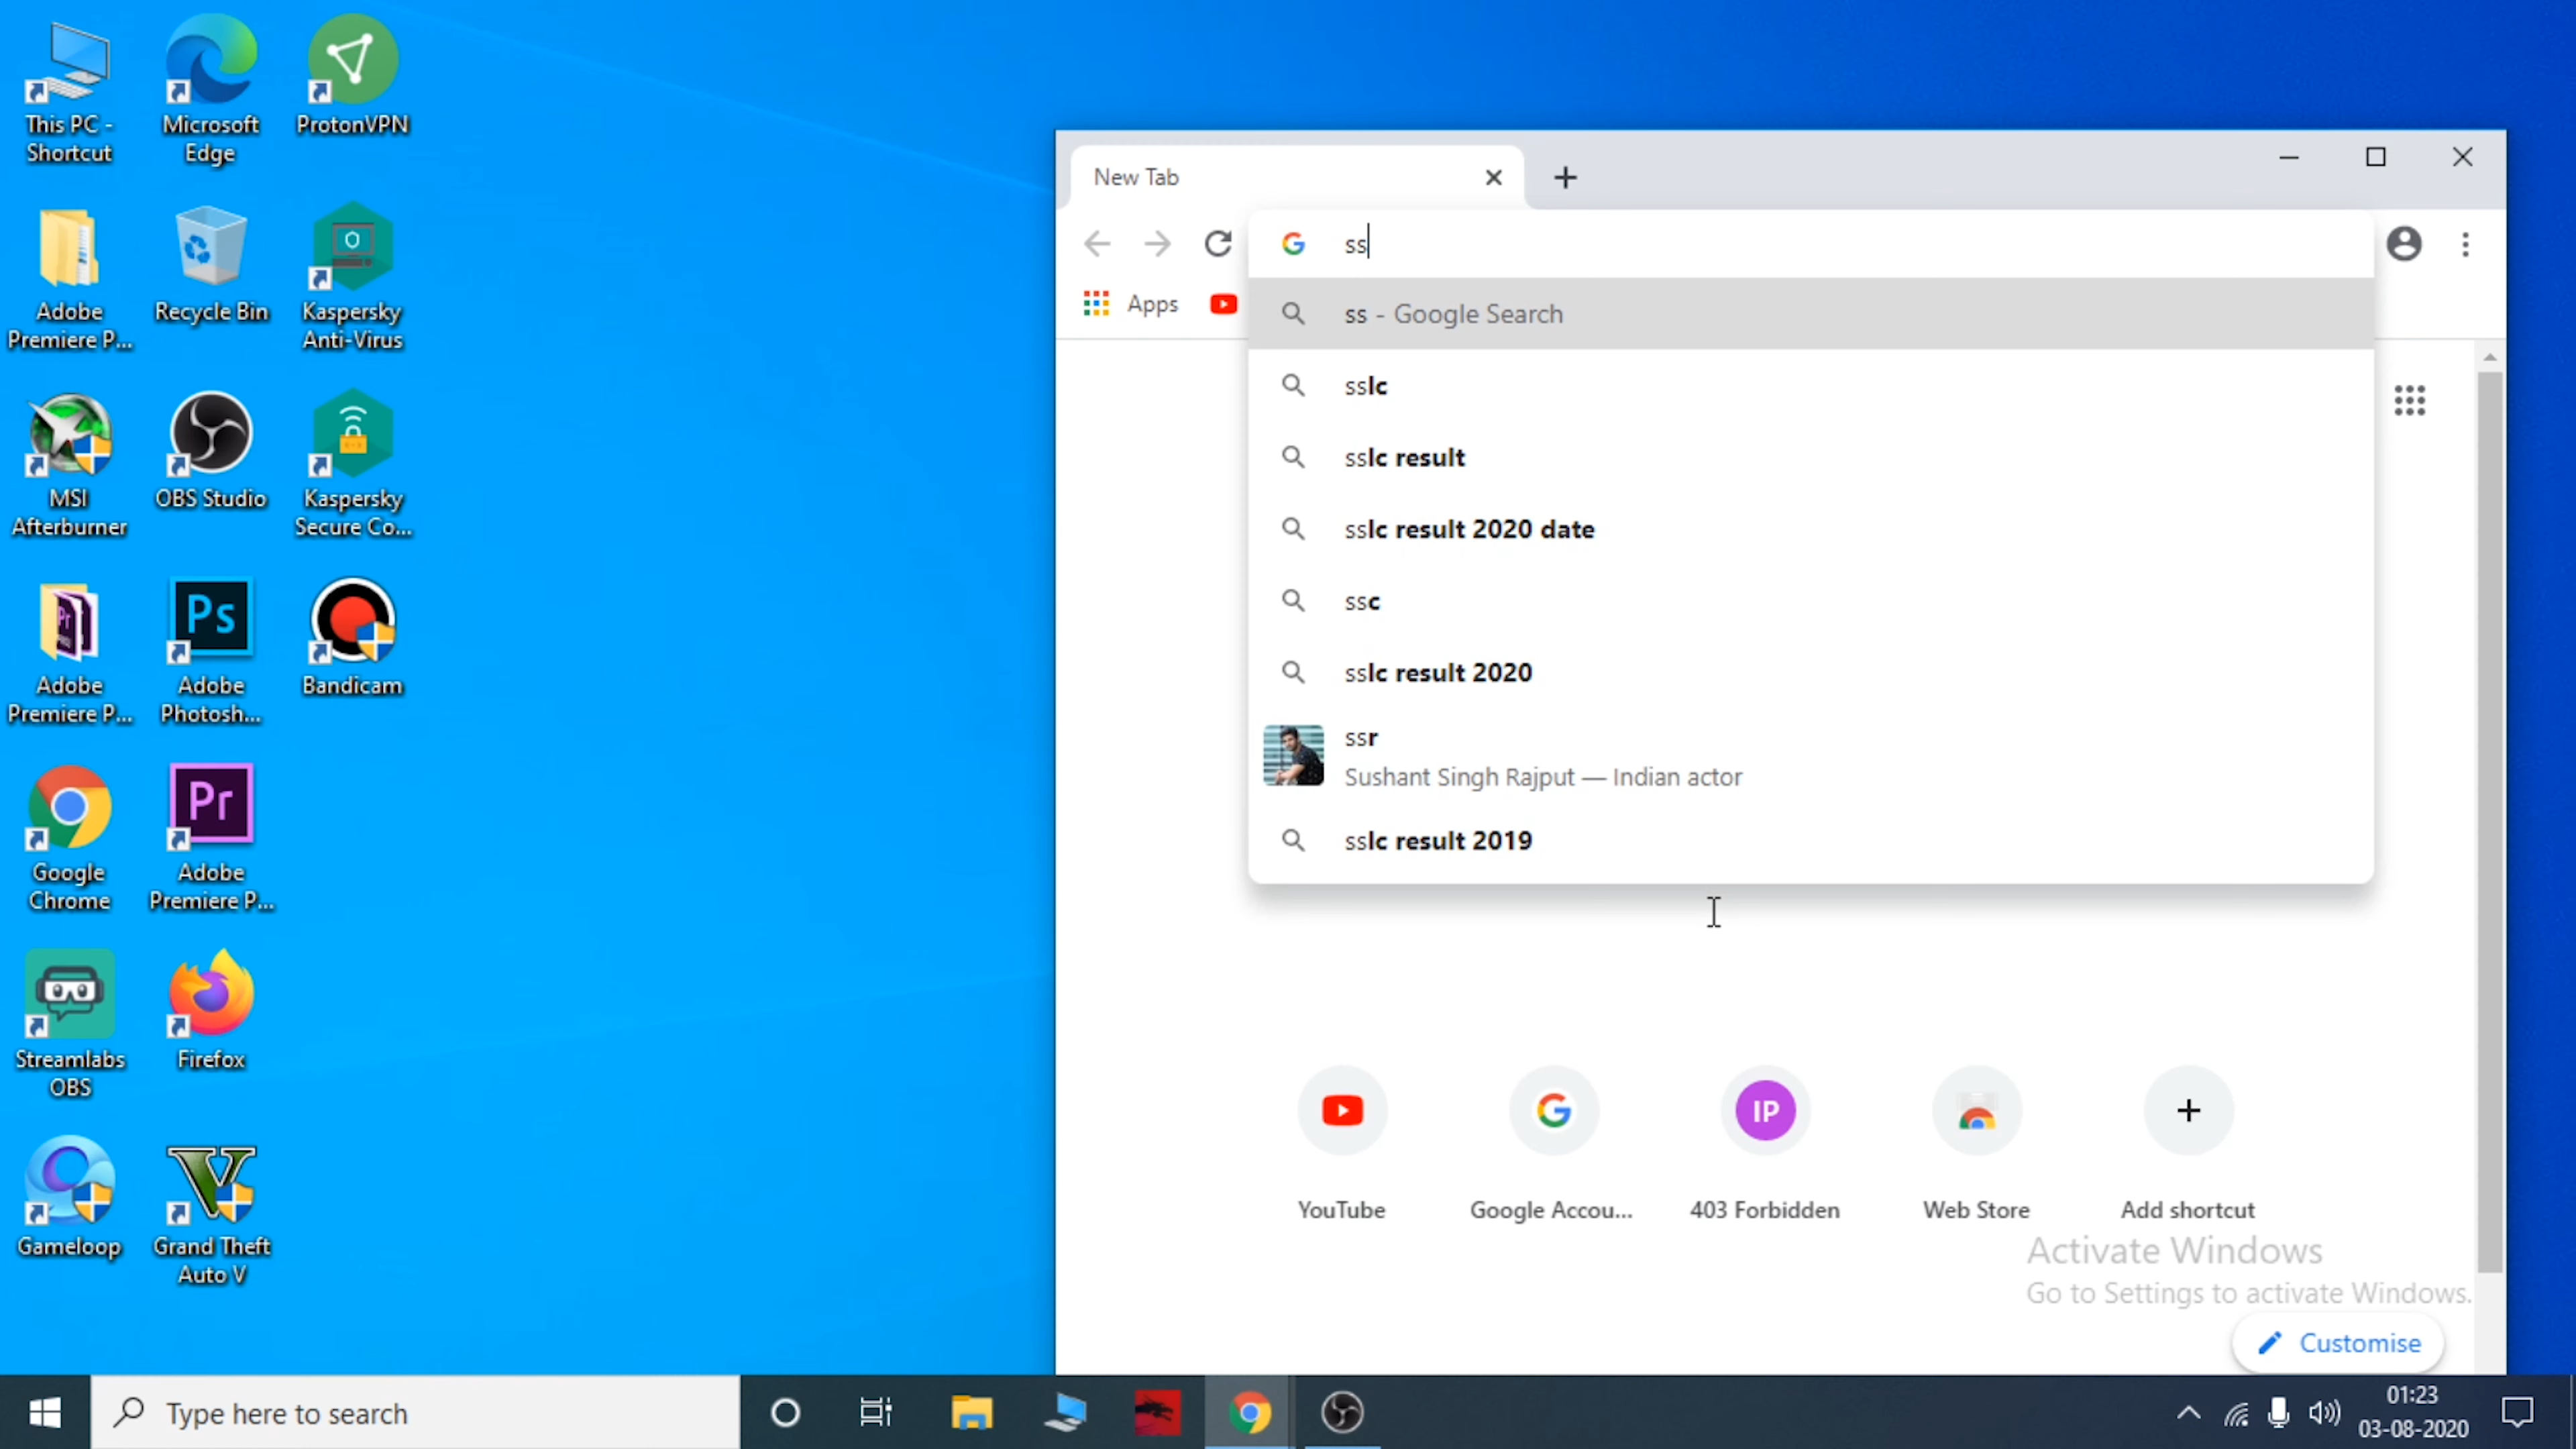 This PC -
Shortcut
Microsoft
Edge
ProtonVPN
Adobe
Premiere P...
Recycle Bin
Kaspersky
Anti-Virus
MSI
Afterburner
OBS Studio
Kaspersky
Secure Co...
Pr
Adobe
Premiere P...
Ps
Adobe
Photosh...
Bandicam
Google
Chrome
Pr
Adobe
Premiere P...
Streamlabs
OBS
Firefox
Gameloop
V
Grand Theft
Auto V
New Tab
ss
Apps
ss - Google Search
sslc
sslc result
sslc result 2020 date
ssc
sslc result 2020
ssr
Sushant Singh Rajput — Indian actor
sslc result 2019
IP
YouTube
Google Accou...
403 Forbidden
Web Store
Add shortcut
Activate Windows
Go to Settings to activate Windows.
Customise
Type here to search
01:23
03-08-2020